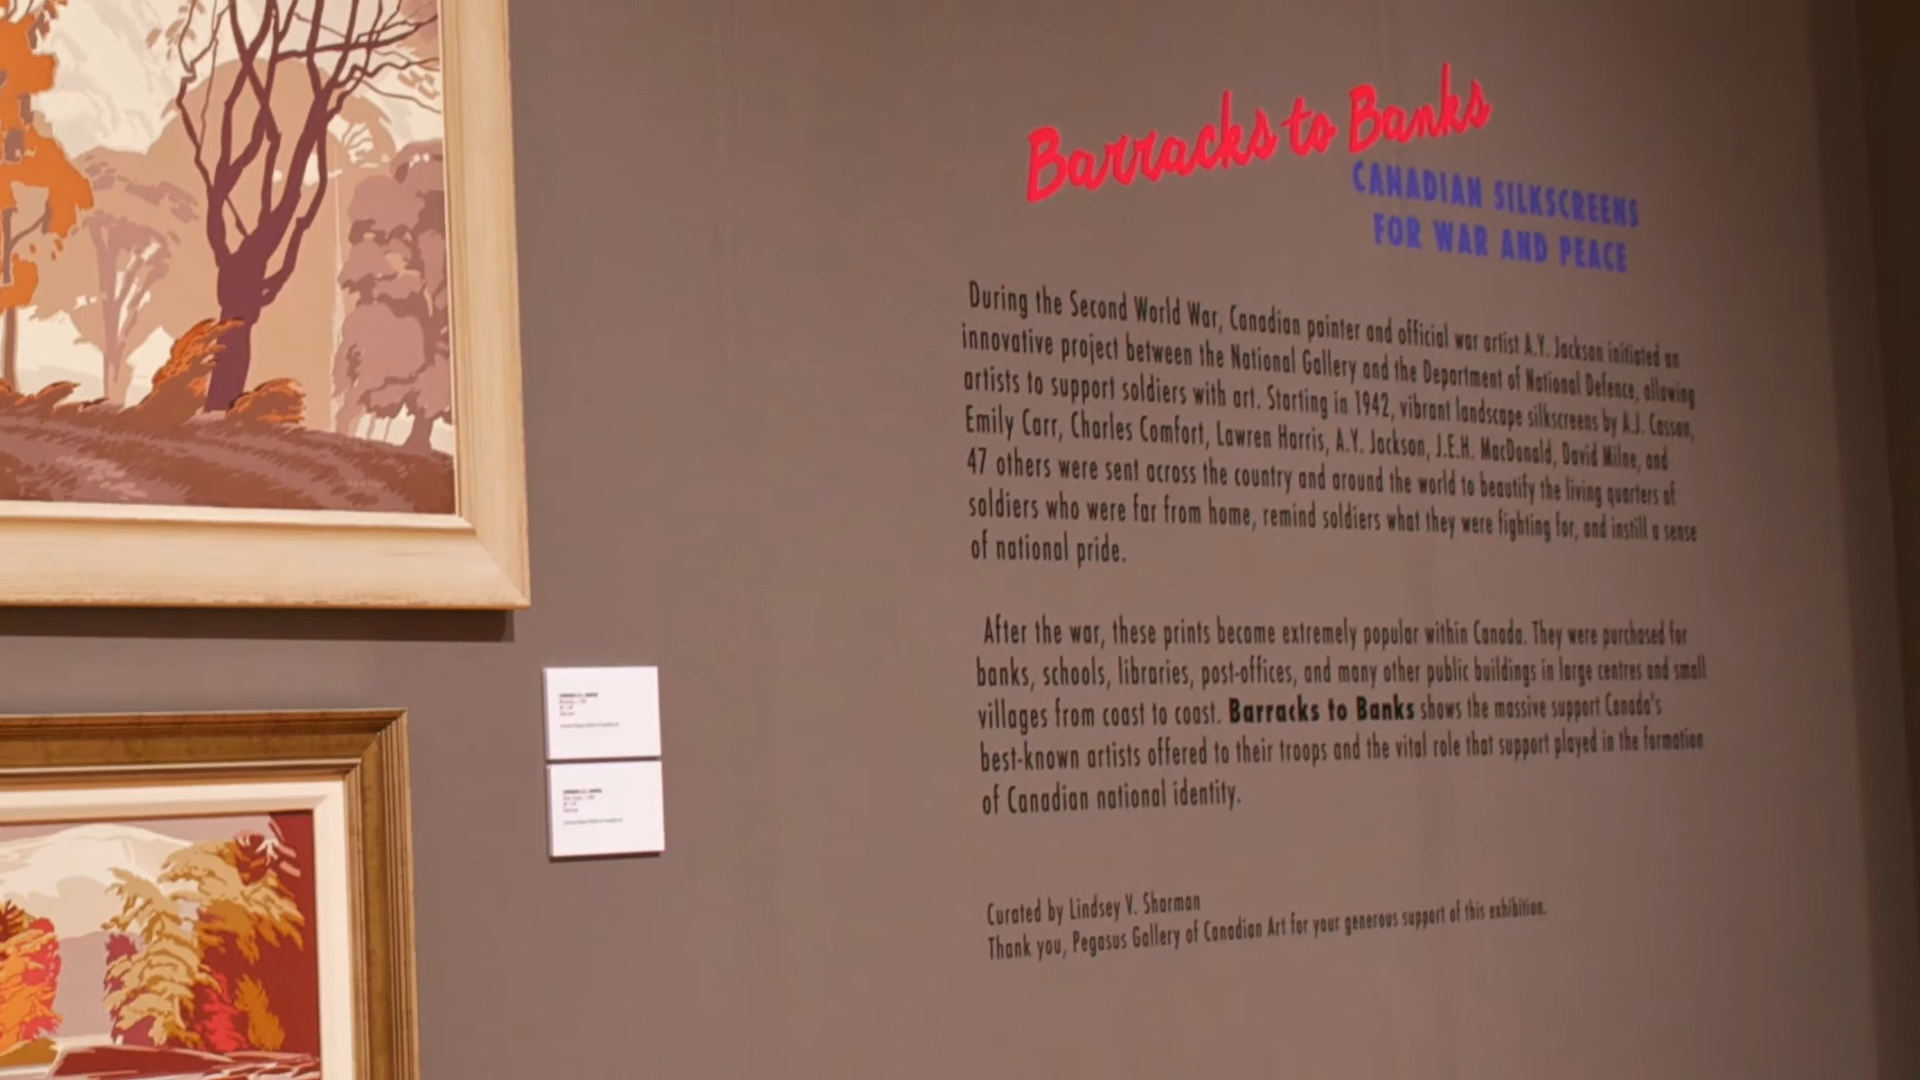 Barracks to Banks
CANADIAN SILKSCREENS
FOR WAR AND PEACE
During the Second World War, Canadian painter and official war artist A.Y. Jackson initiated an
innovative project between the National Gallery and the Department of National Defence, allowing
artists to support soldiers with art. Starting in 1942, vibrant landscape silkscreens by A.J. Casson,
Emily Carr, Charles Comfort, Lawren Harris, A.Y. Jackson, J.E.H. MacDonald, David Milne, and
47 others were sent across the country and around the world to beautify the living quarters of
soldiers who were far from home, remind soldiers what they were fighting for, and instill a sense
of national pride.
After the war, these prints became extremely popular within Canada. They were purchased for
banks, schools, libraries, post-offices, and many other public buildings in large centres and small
villages from coast to coast. Barracks to Banks shows the massive support Canada's
best-known artists offered to their troops and the vital role that support played in the formation
of Canadian national identity.
Curated by Lindsey V. Sharman
Thank you, Pegasus Gallery of Canadian Art for your generous support of this exhibition.